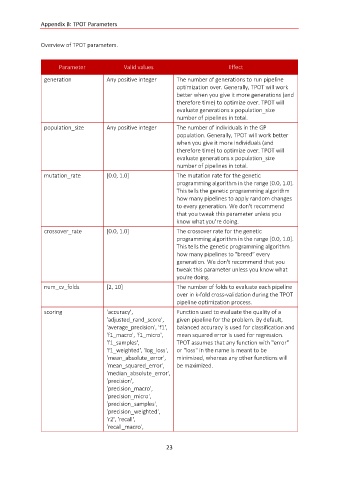 Appendix B: TPOT Parameters
Overview of TPOT parameters.
Parameter Valid values Effect
generation Any positive integer The number of generations to run pipeline
optimization over. Generally, TPOT will work
better when you give it more generations (and
therefore time) to optimize over. TPOT will
evaluate generations x population_size
number of pipelines in total.
population_size Any positive integer The number of individuals in the GP
population. Generally, TPOT will work better
when you give it more individuals (and
therefore time) to optimize over. TPOT will
evaluate generations x population_size
number of pipelines in total.
mutation_rate [0.0, 1.0] The mutation rate for the genetic
programming algorithm in the range [0.0, 1.0].
This tells the genetic programming algorithm
how many pipelines to apply random changes
to every generation. We don't recommend
that you tweak this parameter unless you
know what you're doing.
crossover_rate [0.0, 1.0] The crossover rate for the genetic
programming algorithm in the range [0.0, 1.0].
This tells the genetic programming algorithm
how many pipelines to "breed" every
generation. We don't recommend that you
tweak this parameter unless you know what
you're doing.
num_cv_folds [2, 10] The number of folds to evaluate each pipeline
over in k-fold cross-validation during the TPOT
pipeline optimization process.
scoring 'accuracy', Function used to evaluate the quality of a
'adjusted_rand_score', given pipeline for the problem. By default,
'average_precision', 'f1', balanced accuracy is used for classification and
'f1_macro', 'f1_micro', mean squared error is used for regression.
'f1_samples', TPOT assumes that any function with "error"
'f1_weighted', 'log_loss', or "loss" in the name is meant to be
'mean_absolute_error', minimized, whereas any other functions will
'mean_squared_error', be maximized.
'median_absolute_error',
'precision',
'precision_macro',
'precision_micro',
'precision_samples',
'precision_weighted',
'r2', 'recall',
'recall_macro',
23